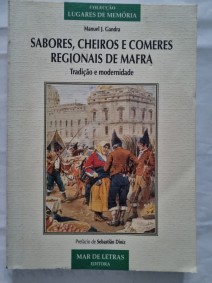 COLECÇÃO
LUGARES DE MEMÓRIA
Manuel J. Gandra
SABORES, CHEIROS E COMERES
REGIONAIS DE MAFRA
Tradição e modernidade
Prefácio de Sebastião Diniz
MAR DE LETRAS
EDITORA